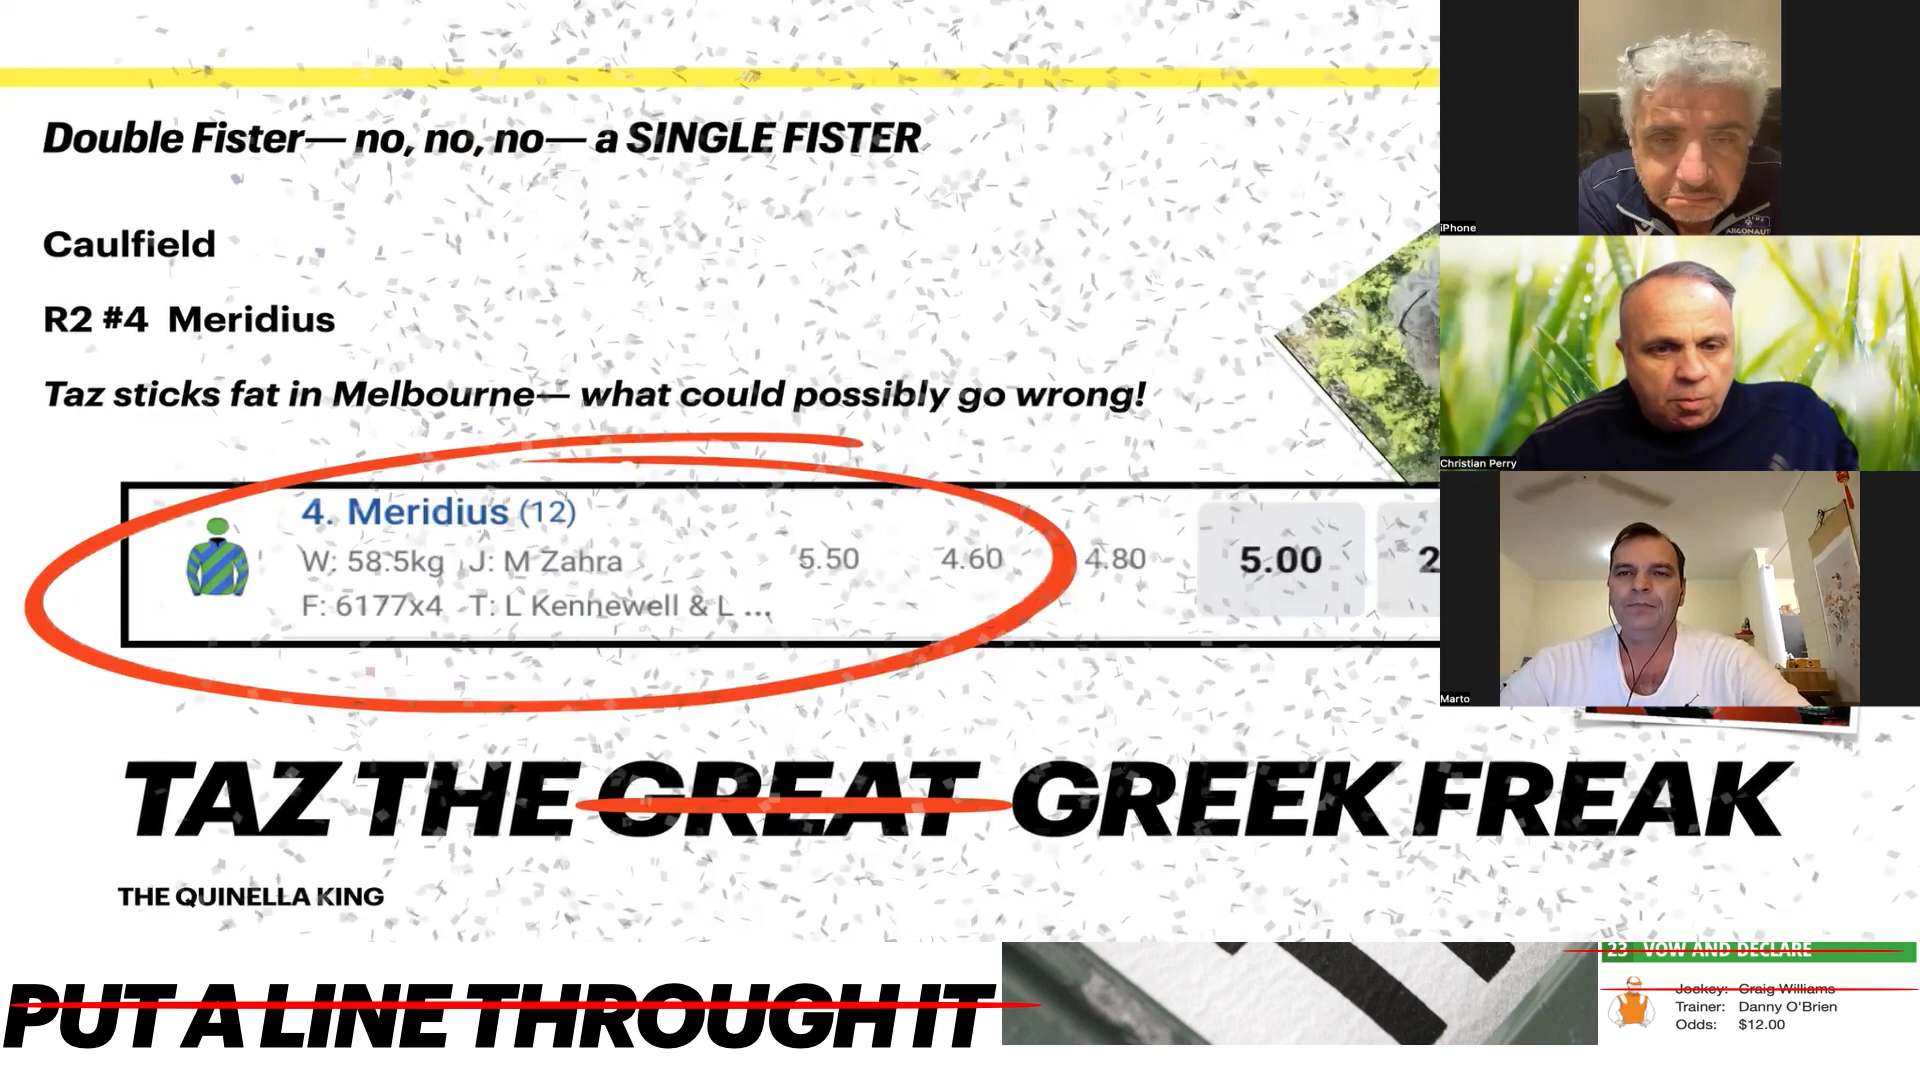 Double Fister— no, no, no— a SINGLE FISTER
Caulfield
R2 #4 Meridius
Taz sticks fat in Melbourne— what could possibly go wrong!
4. Meridius (12)
W: 58.5kg J: M Zahra
5.50 4.60 4.80 5.00 2
F: 6177x4 T: L Kennewell & L ...
TAZ THE GREAT GREEK FREAK
THE QUINELLA KING
PUT A LINE THROUGH IT
iPhone
ARGONAUT
Christian Perry
Marto
23 VOW AND DECLARE
Jockey: Craig Williams
Trainer: Danny O'Brien
Odds: $12.00